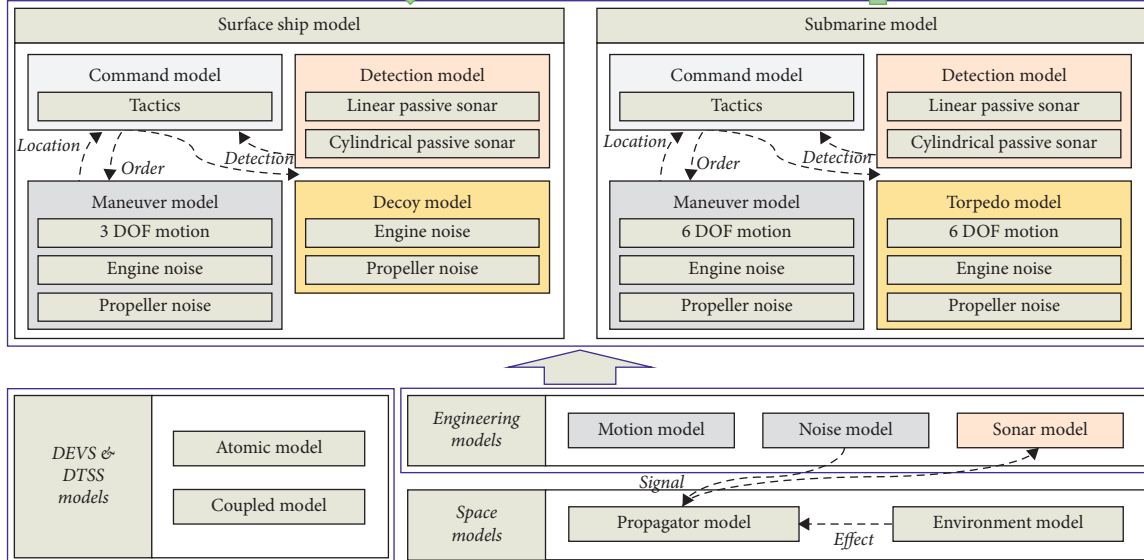 Surface ship model
Command model
Tactics
Detection model
Linear passive sonar
Cylindrical passive sonar
Location
Order
Detection
Maneuver model
3 DOF motion
Engine noise
Propeller noise
Decoy model
Engine noise
Propeller noise
Submarine model
Command model
Tactics
Detection model
Linear passive sonar
Cylindrical passive sonar
Location
Order
Detection
Maneuver model
6 DOF motion
Engine noise
Propeller noise
Torpedo model
6 DOF motion
Engine noise
Propeller noise
DEVS &
DTSS
models
Atomic model
Coupled model
Engineering
models
Motion model
Noise model
Sonar model
Signal
Space
models
Propagator model
Effect
Environment model